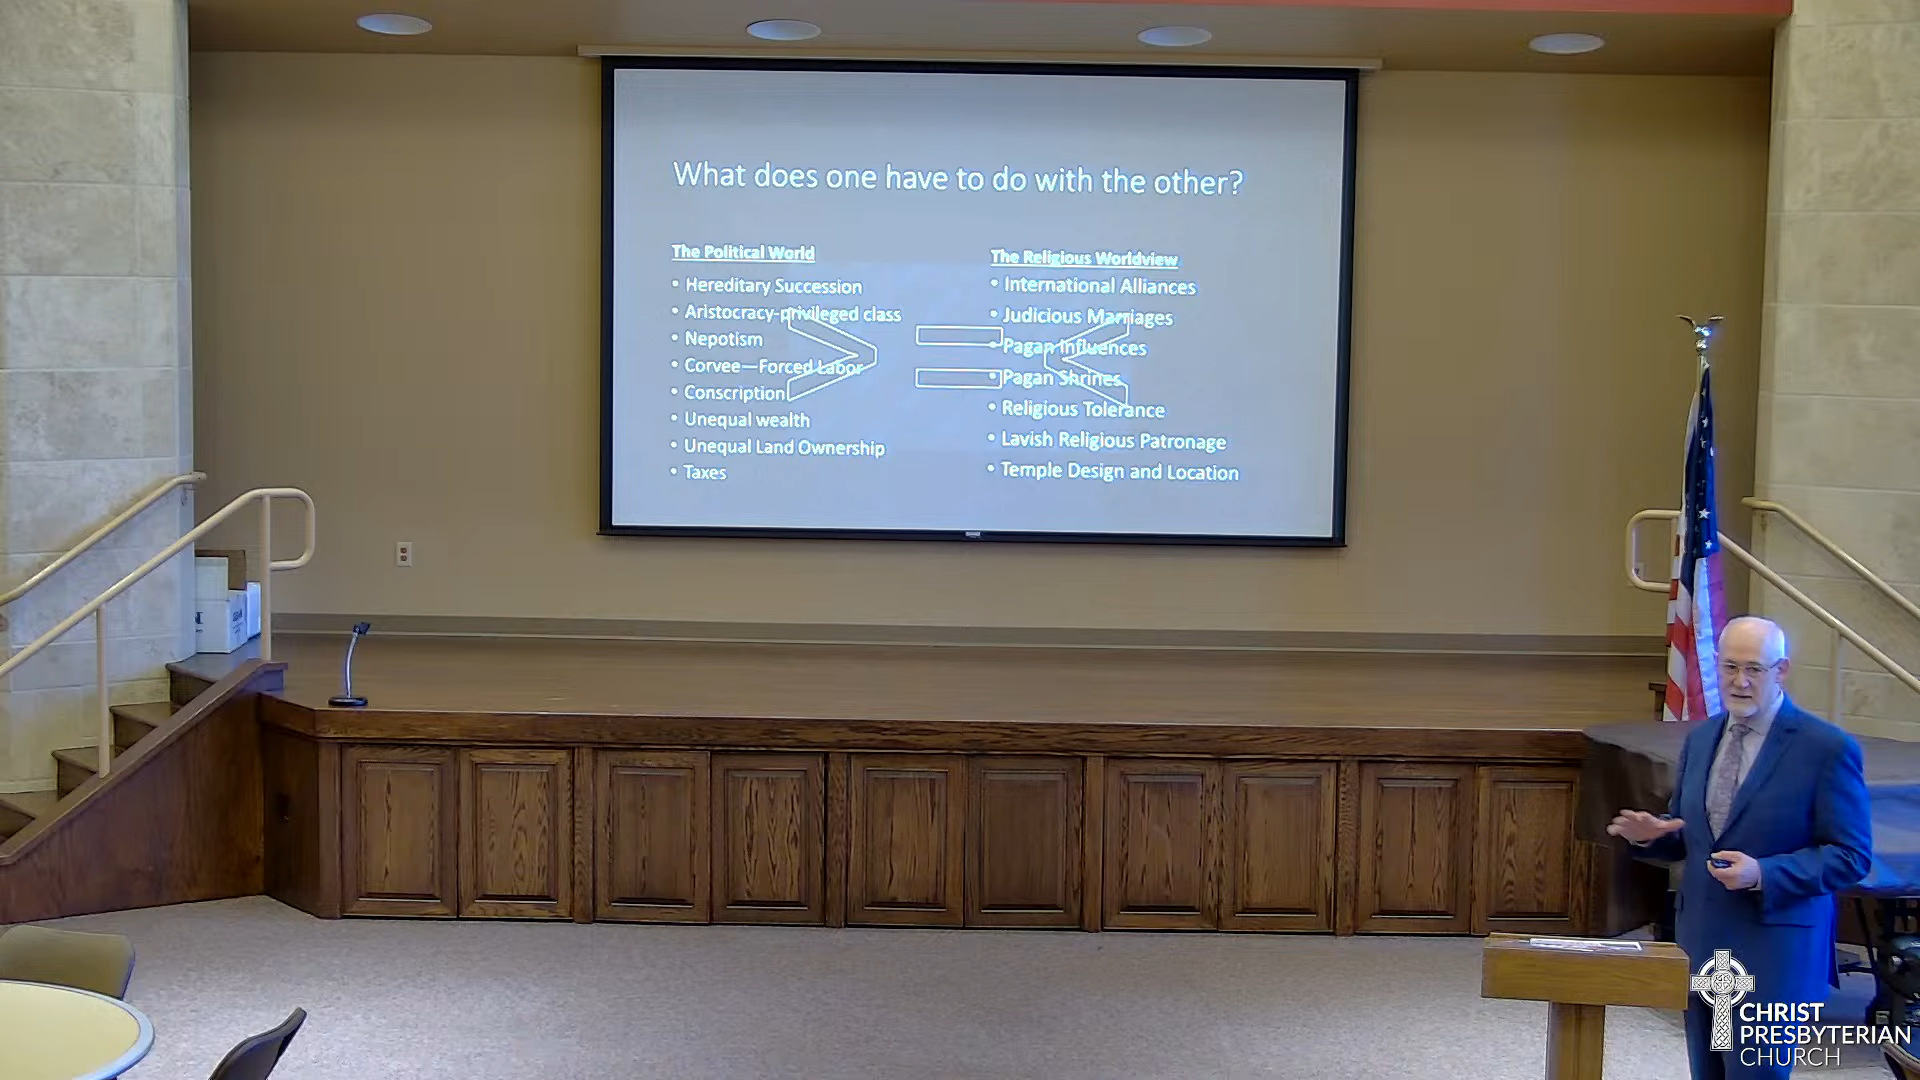 What does one have to do with the other?
The Political World
• Hereditary Succession
• Aristocracy-privileged class
• Nepotism
• Corvee—Forced Labor
• Conscription
• Unequal wealth
• Unequal Land Ownership
• Taxes
The Religious Worldview
• International Alliances
• Judicious Marriages
• Pagan Influences
• Pagan Shrines
• Religious Tolerance
• Lavish Religious Patronage
• Temple Design and Location
CHRIST
PRESBYTERIAN
CHURCH